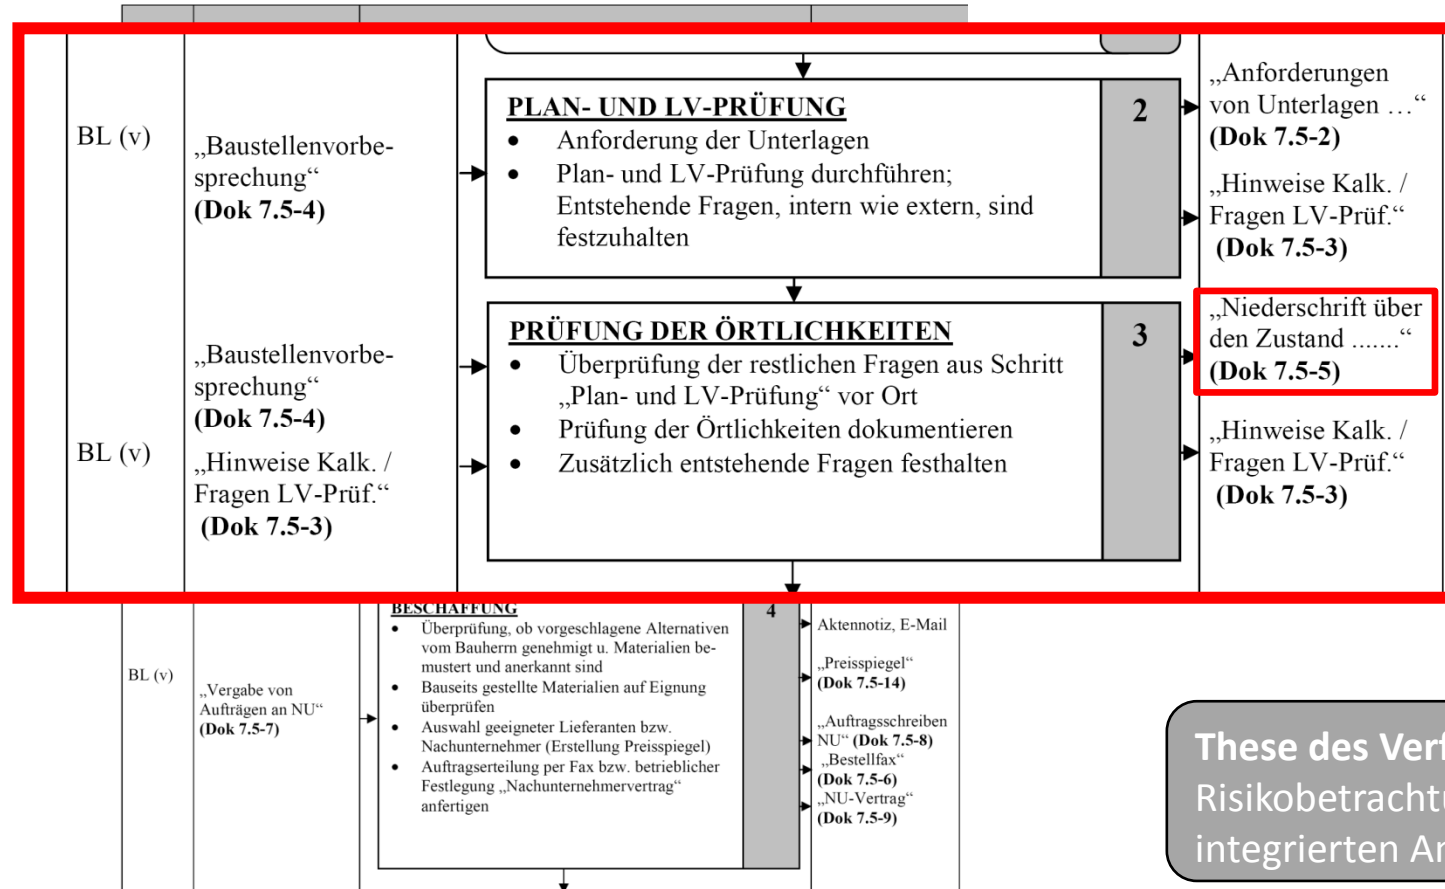 BL (v)
„Baustellenvorbe-
sprechung“
(Dok 7.5-4)
PLAN- UND LV-PRÜFUNG
• Anforderung der Unterlagen
• Plan- und LV-Prüfung durchführen;
Entstehende Fragen, intern wie extern, sind
festzuhalten
2
„Anforderungen
von Unterlagen …“
(Dok 7.5-2)
„Hinweise Kalk. /
Fragen LV-Prüf.“
(Dok 7.5-3)
BL (v)
„Baustellenvorbe-
sprechung“
(Dok 7.5-4)
„Hinweise Kalk. /
Fragen LV-Prüf.“
(Dok 7.5-3)
PRÜFUNG DER ÖRTLICHKEITEN
• Überprüfung der restlichen Fragen aus Schritt
„Plan- und LV-Prüfung“ vor Ort
• Prüfung der Örtlichkeiten dokumentieren
• Zusätzlich entstehende Fragen festhalten
3
„Niederschrift über
den Zustand .......“
(Dok 7.5-5)
„Hinweise Kalk. /
Fragen LV-Prüf.“
(Dok 7.5-3)
BL (v)
„Vergabe von
Aufträgen an NU“
(Dok 7.5-7)
BESCHAFFUNG
• Überprüfung, ob vorgeschlagene Alternativen
vom Bauherrn genehmigt u. Materialien be-
mustert und anerkannt sind
• Bauseits gestellte Materialien auf Eignung
überprüfen
• Auswahl geeigneter Lieferanten bzw.
Nachunternehmer (Erstellung Preisspiegel)
• Auftragserteilung per Fax bzw. betrieblicher
Festlegung „Nachunternehmervertrag“
anfertigen
4
Aktennotiz, E-Mail
„Preisspiegel“
(Dok 7.5-14)
„Auftragsschreiben
NU“ (Dok 7.5-8)
„Bestellfax“
(Dok 7.5-6)
„NU-Vertrag“
(Dok 7.5-9)
These des
integrierten